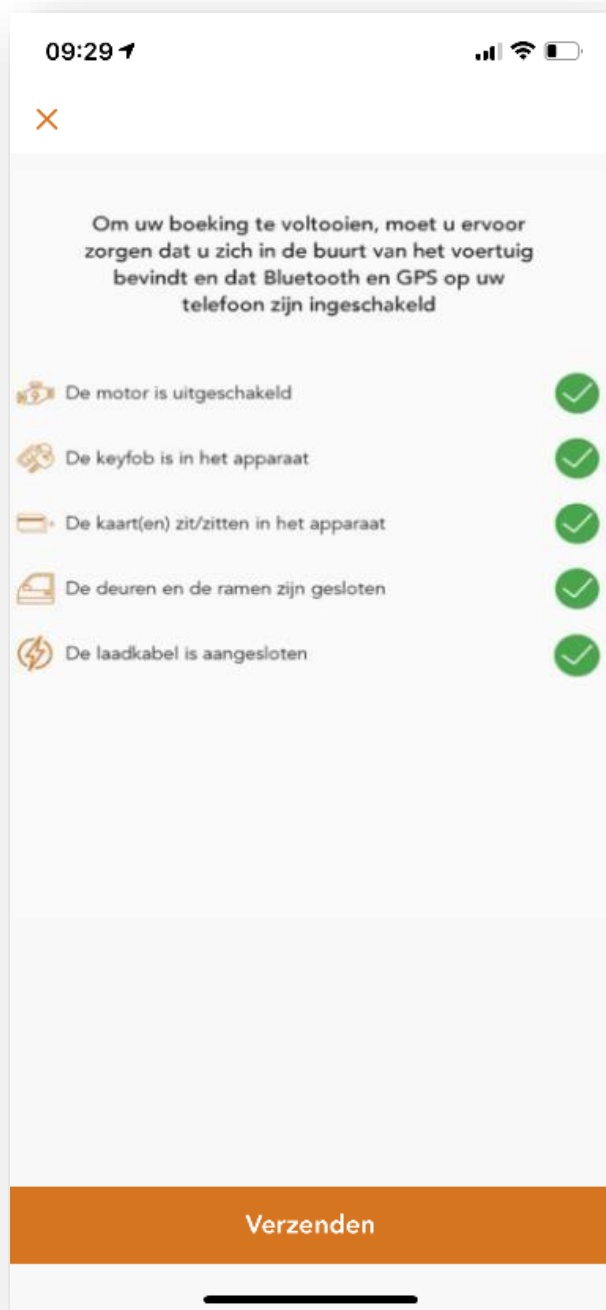 09:29
Om uw boeking te voltooien, moet u ervoor
zorgen dat u zich in de buurt van het voertuig
bevindt en dat Bluetooth en GPS op uw
telefoon zijn ingeschakeld
De motor is uitgeschakeld
De keyfob is in het apparaat
De kaart(en) zit/zitten in het apparaat
De deuren en de ramen zijn gesloten
De laadkabel is aangesloten
Verzenden